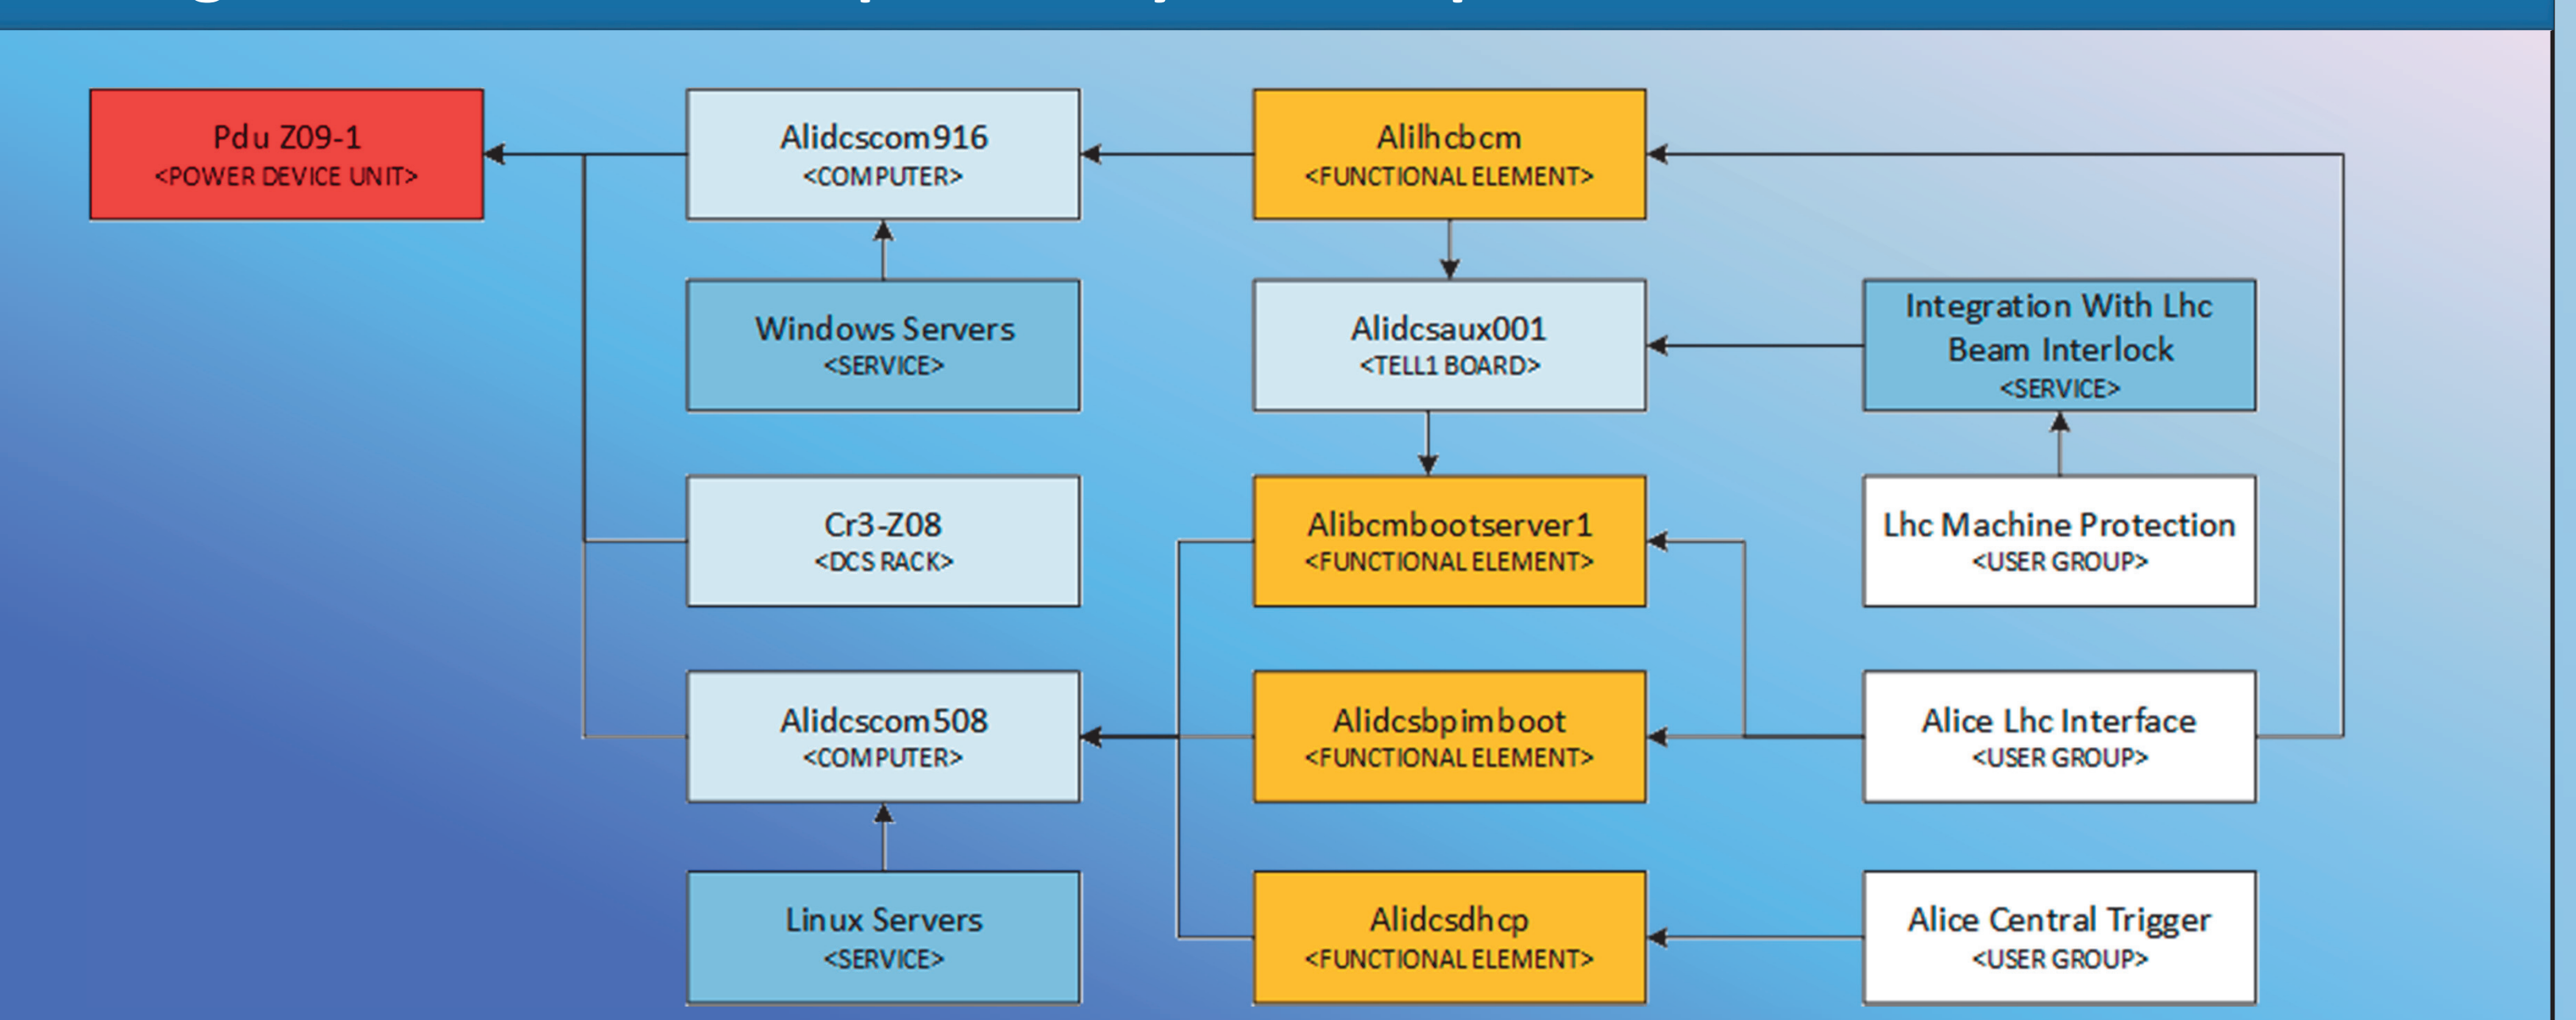 Pdu Z09-1
<POWER DEVICE UNIT>
Alidcscom916
<COMPUTER>
Alilhcbcm
<FUNCTIONAL ELEMENT>
Windows Servers
<SERVICE>
Alidcsaux001
<TELL1 BOARD>
Integration With Lhc
Beam Interlock
<SERVICE>
Cr3-Z08
<DCS RACK>
Alibcmbootserver1
<FUNCTIONAL ELEMENT>
Lhc Machine Protection
<USER GROUP>
Alidcscom508
<COMPUTER>
Alidcsbpimboot
<FUNCTIONAL ELEMENT>
Alice Lhc Interface
<USER GROUP>
Linux Servers
<SERVICE>
Alidcsdhcp
<FUNCTIONAL ELEMENT>
Alice Central Trigger
<USER GROUP>